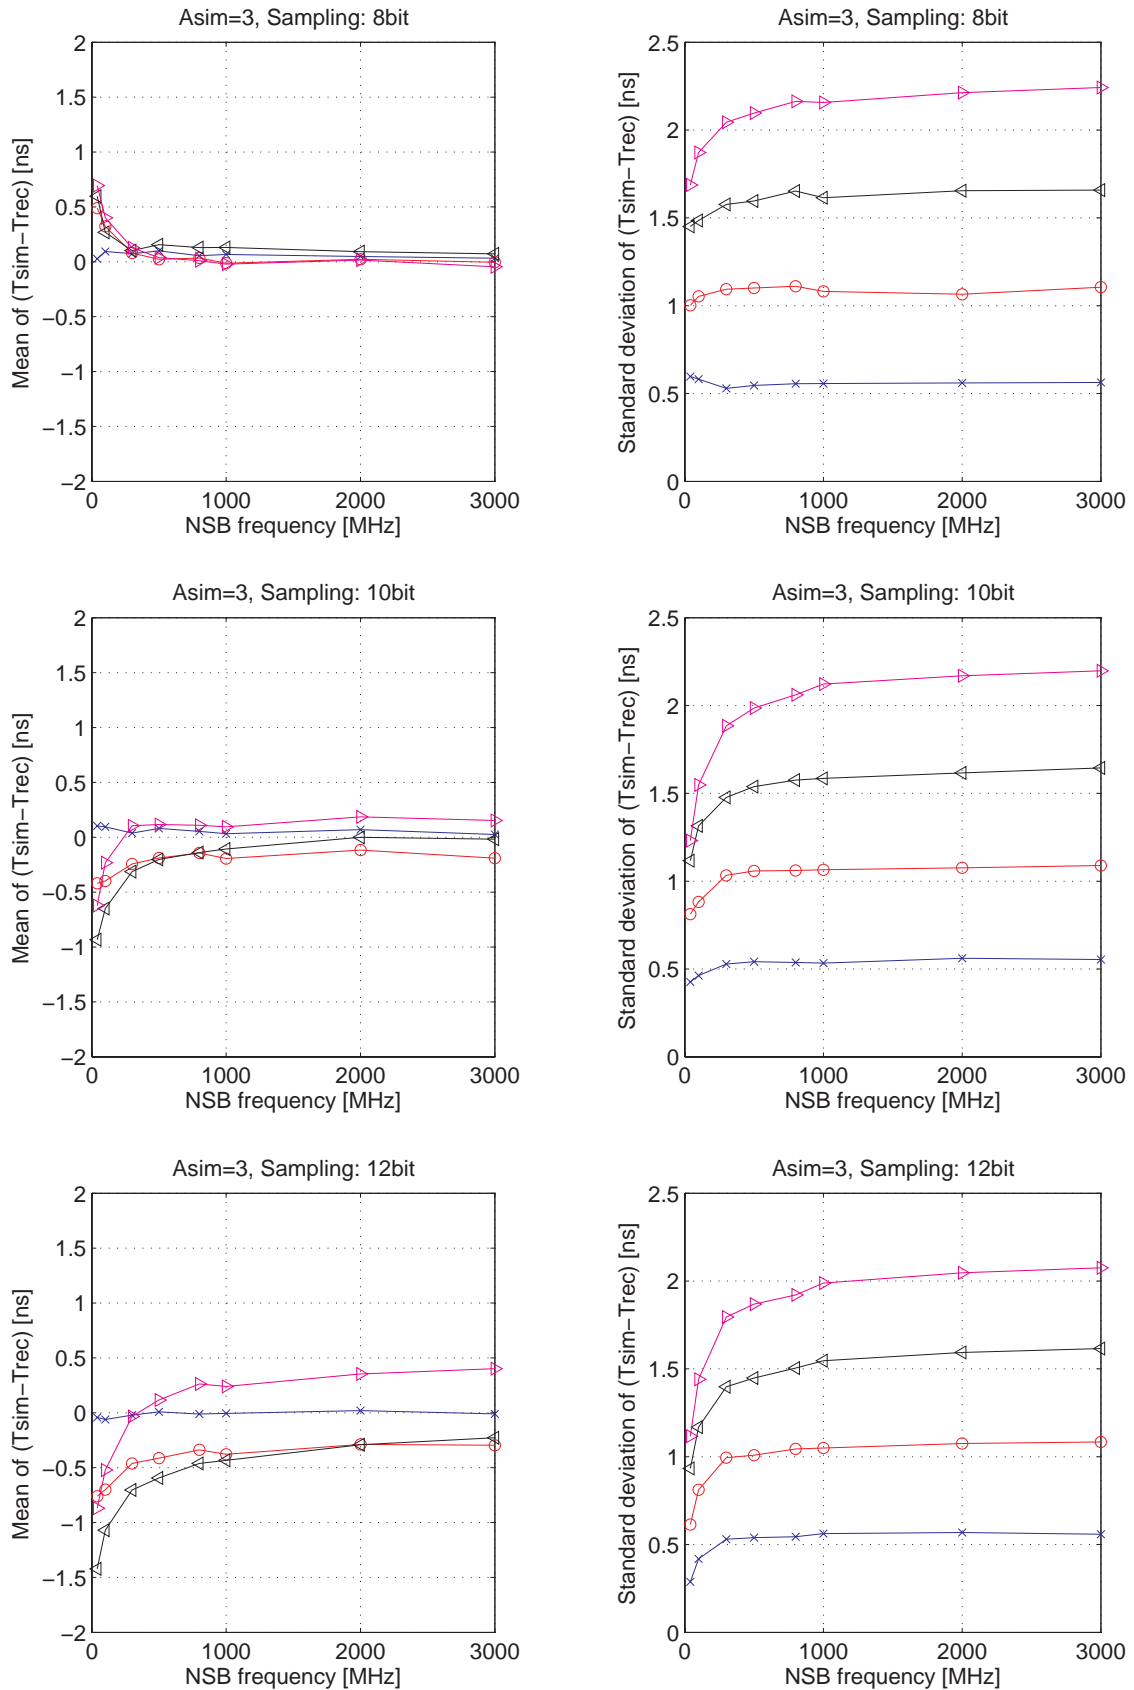 Asim=3, Sampling: 8bit
Mean of (Tsim−Trec) [ns]
2
1.5
1
0.5
0
−0.5
−1
−1.5
−2
0 1000 2000 3000
NSB frequency [MHz]
Asim=3, Sampling: 8bit
Standard deviation of (Tsim−Trec) [ns]
2.5
2
1.5
1
0.5
0
0 1000 2000 3000
NSB frequency [MHz]
Asim=3, Sampling: 10bit
Mean of (Tsim−Trec) [ns]
2
1.5
1
0.5
0
−0.5
−1
−1.5
−2
0 1000 2000 3000
NSB frequency [MHz]
Asim=3, Sampling: 10bit
Standard deviation of (Tsim−Trec) [ns]
2.5
2
1.5
1
0.5
0
0 1000 2000 3000
NSB frequency [MHz]
Asim=3, Sampling: 12bit
Mean of (Tsim−Trec) [ns]
2
1.5
1
0.5
0
−0.5
−1
−1.5
−2
0 1000 2000 3000
NSB frequency [MHz]
Asim=3, Sampling: 12bit
Standard deviation of (Tsim−Trec) [ns]
2.5
2
1.5
1
0.5
0
0 1000 2000 3000
NSB frequency [MHz]